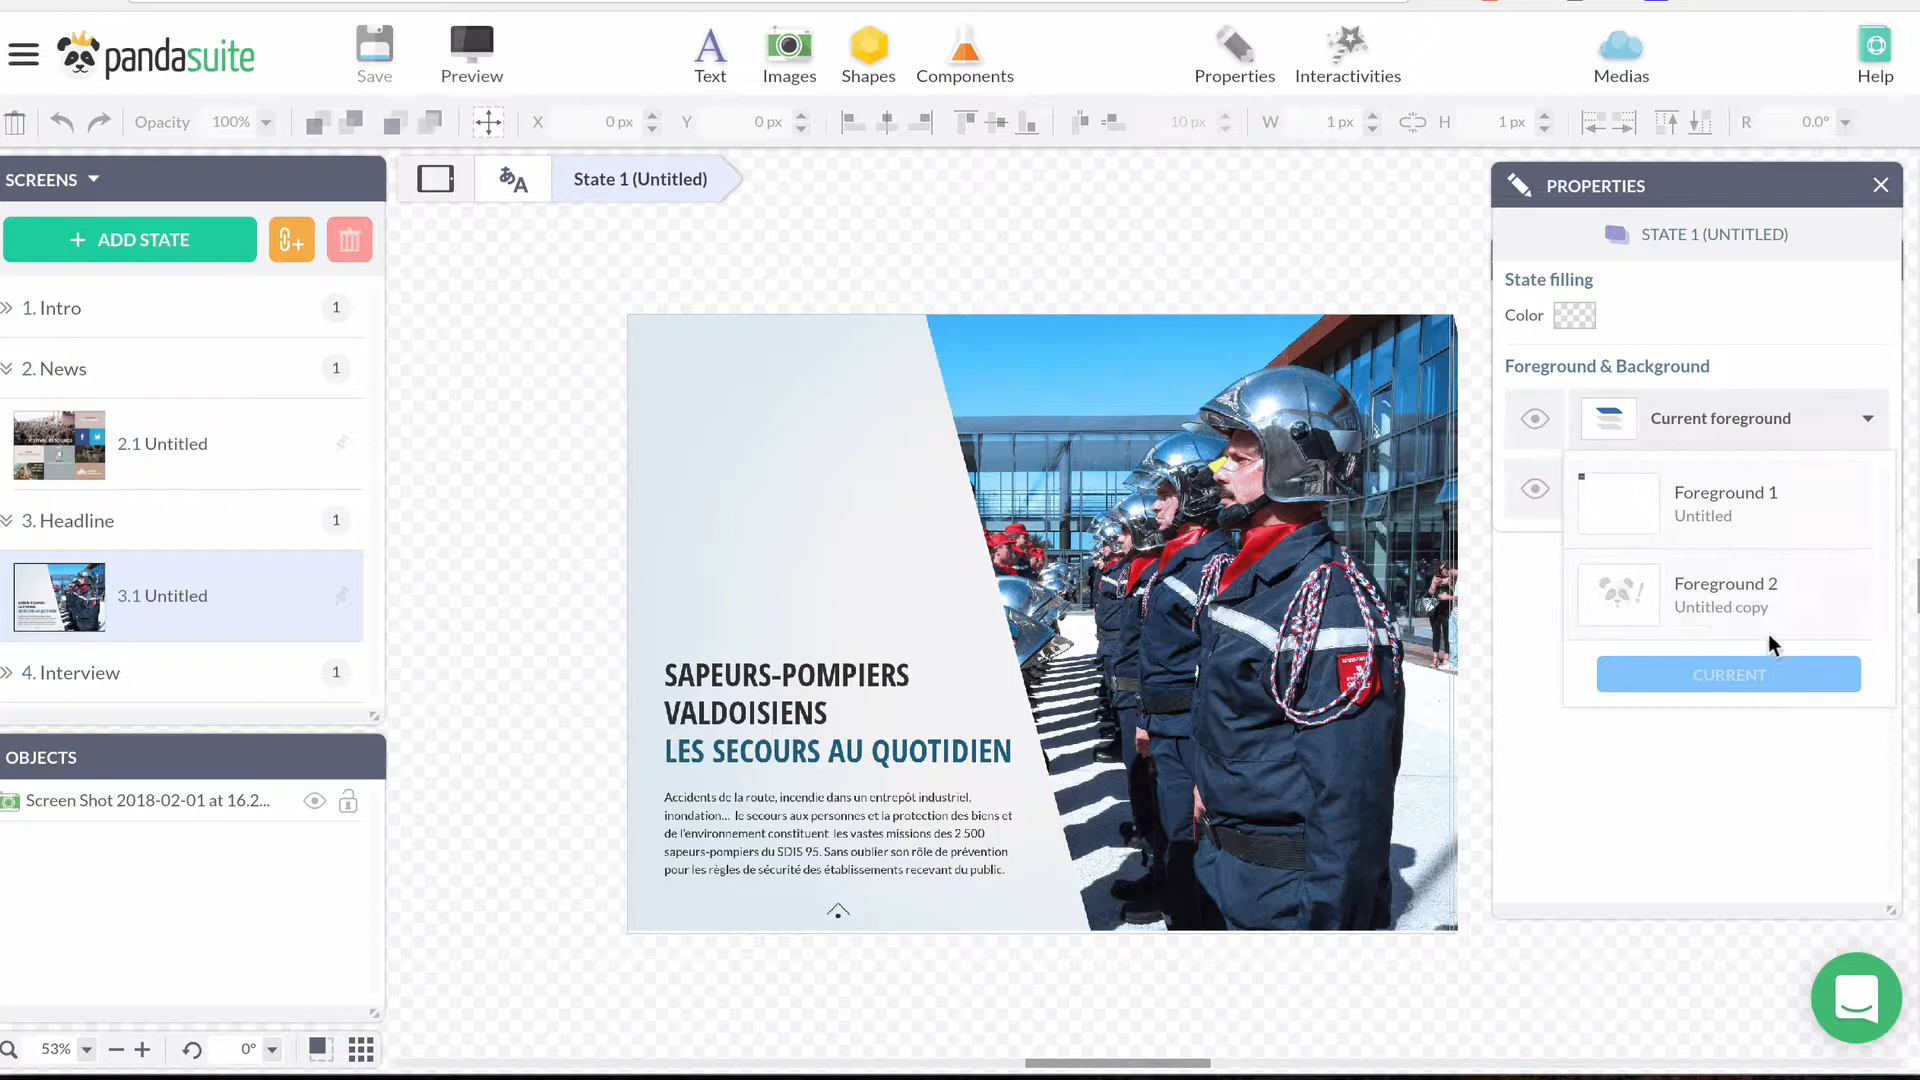 pandasuite
Save
Preview
Text
Images
Shapes
Components
Properties
Interactivities
Medias
Help
Opacity 100% X 0 px Y 0 px 10 px W 1 px H 1 px R 0.0°
SCREENS
+ ADD STATE
1. Intro 1
2. News 1
2.1 Untitled
3. Headline 1
3.1 Untitled
4. Interview 1
OBJECTS
Screen Shot 2018-02-01 at 16.2...
53% 0°
あA
State 1 (Untitled)
SAPEURS-POMPIERS
VALDOISIENS
LES SECOURS AU QUOTIDIEN
Accidents de la route, incendie dans un entrepôt industriel,
inondation... le secours aux personnes et la protection des biens et
de l'environnement constituent les vastes missions des 2 500
sapeurs-pompiers du SDIS 95. Sans oublier son rôle de prévention
pour les règles de sécurité des établissements recevant du public.
PROPERTIES
STATE 1 (UNTITLED)
State filling
Color
Foreground & Background
Current foreground
Foreground 1
Untitled
Foreground 2
Untitled copy
CURRENT